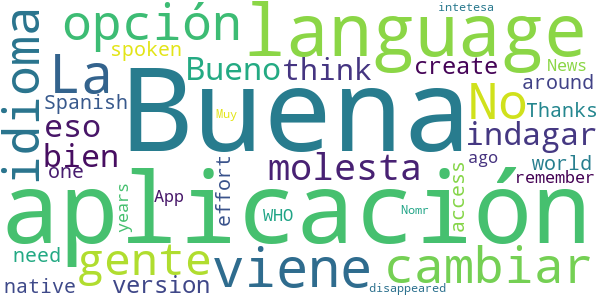 intetesa
opción language
idioma La spoken Bueno think create News
Spanish Buena No around Thanks
eso Muy indagar
bien one molesta ago world
aplicación remember
years App effort WHO access Nomr
need gente viene cambiar
native version disappeared